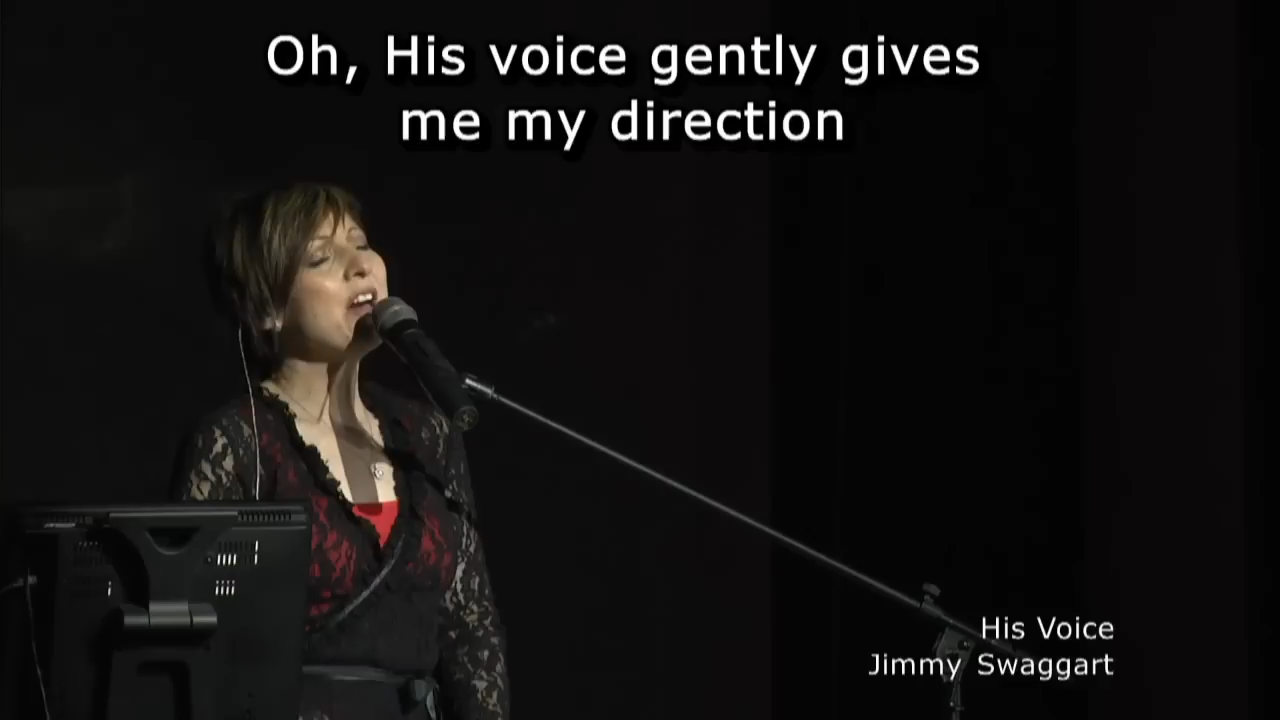 Oh, His voice gently gives
me my direction
His Voice
Jimmy Swaggart